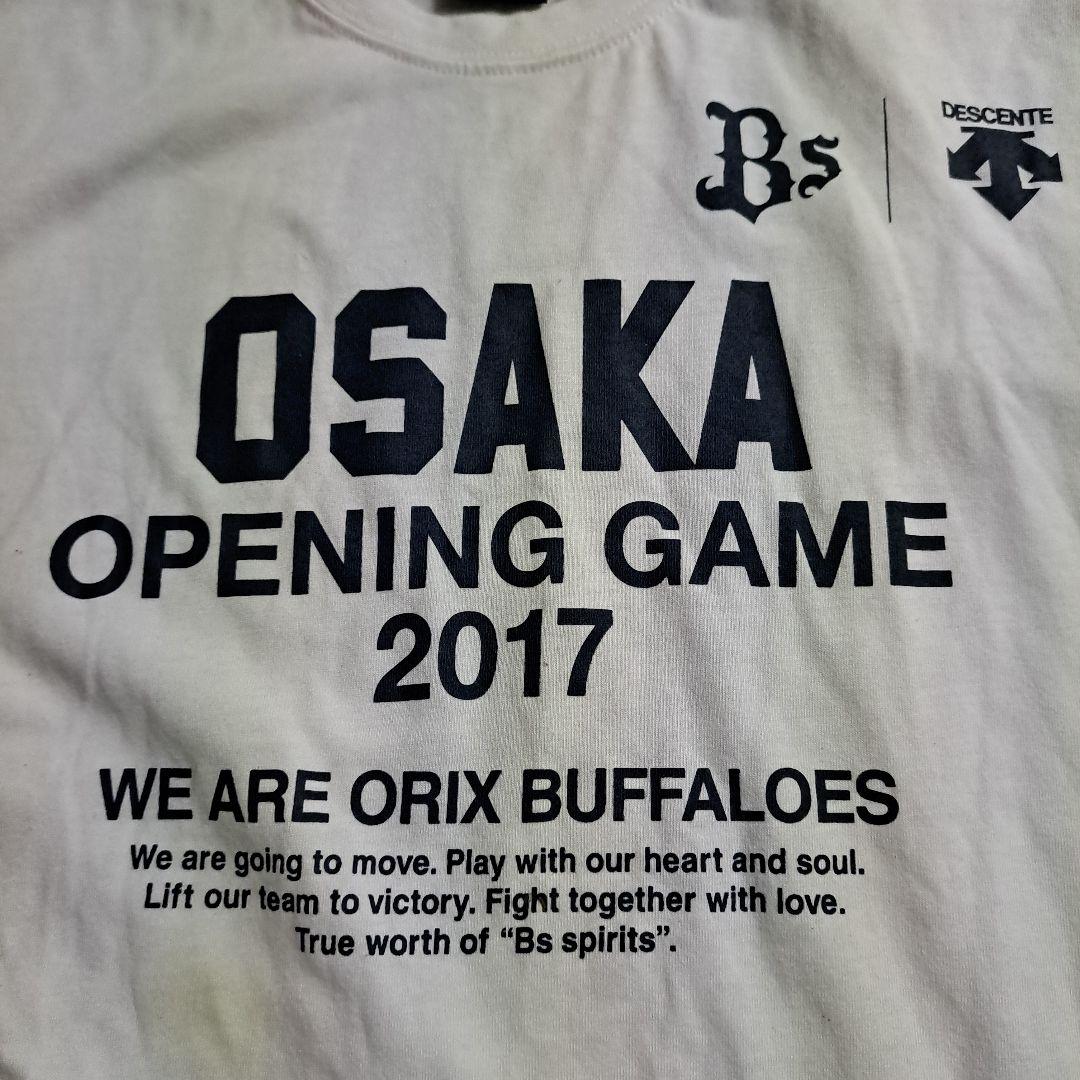 Bs
DESCENTE
OSAKA
OPENING GAME
2017
WE ARE ORIX BUFFALOES
We are going to move. Play with our heart and soul.
Lift our team to victory. Fight together with love.
True worth of “Bs spirits”.